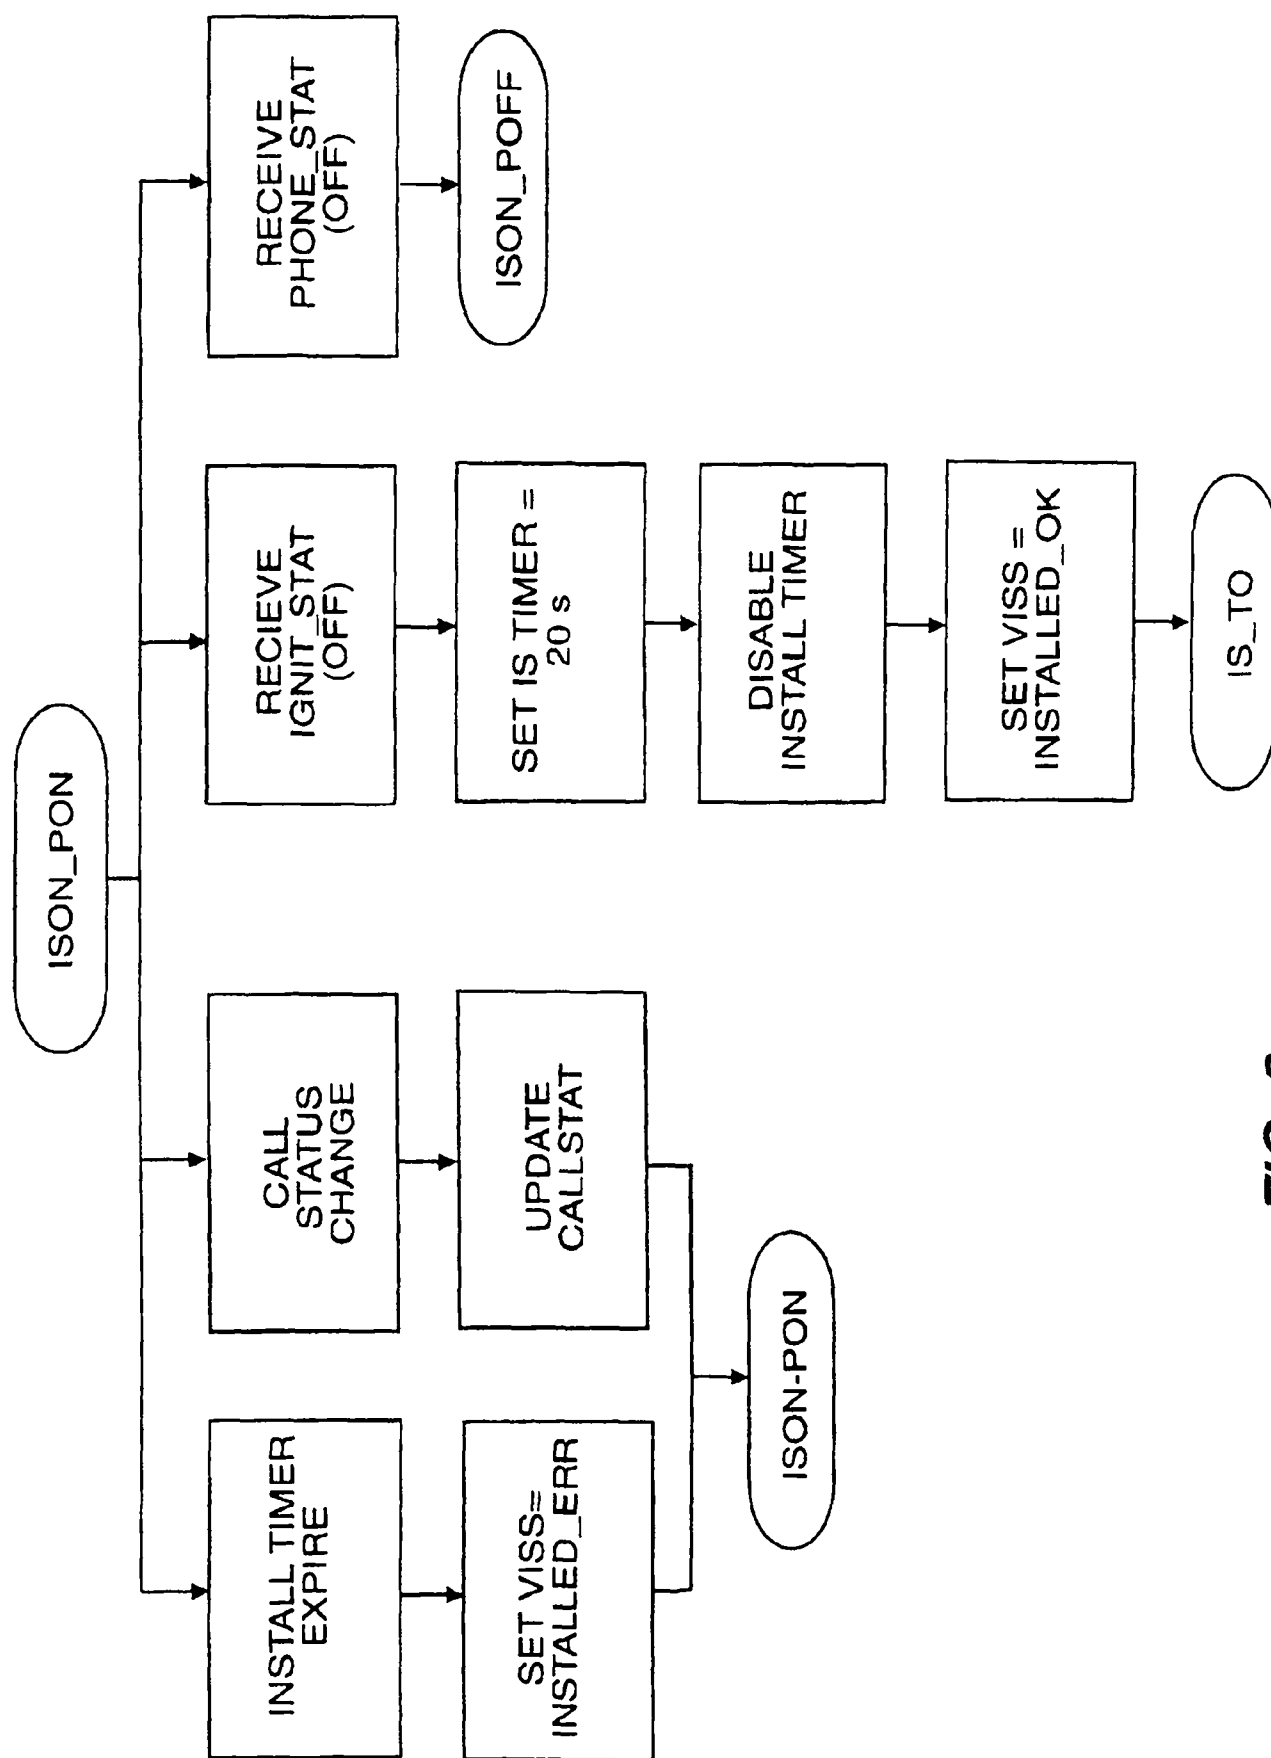 ISON_PON
INSTALL TIMER
EXPIRE
SET VISS=
INSTALLED_ERR
CALL
STATUS
CHANGE
UPDATE
CALLSTAT
ISON-PON
RECIEVE
IGNIT_STAT
(OFF)
SET IS TIMER =
20 s
DISABLE
INSTALL TIMER
SET VISS =
INSTALLED_OK
IS_TO
RECEIVE
PHONE_STAT
(OFF)
ISON_POFF